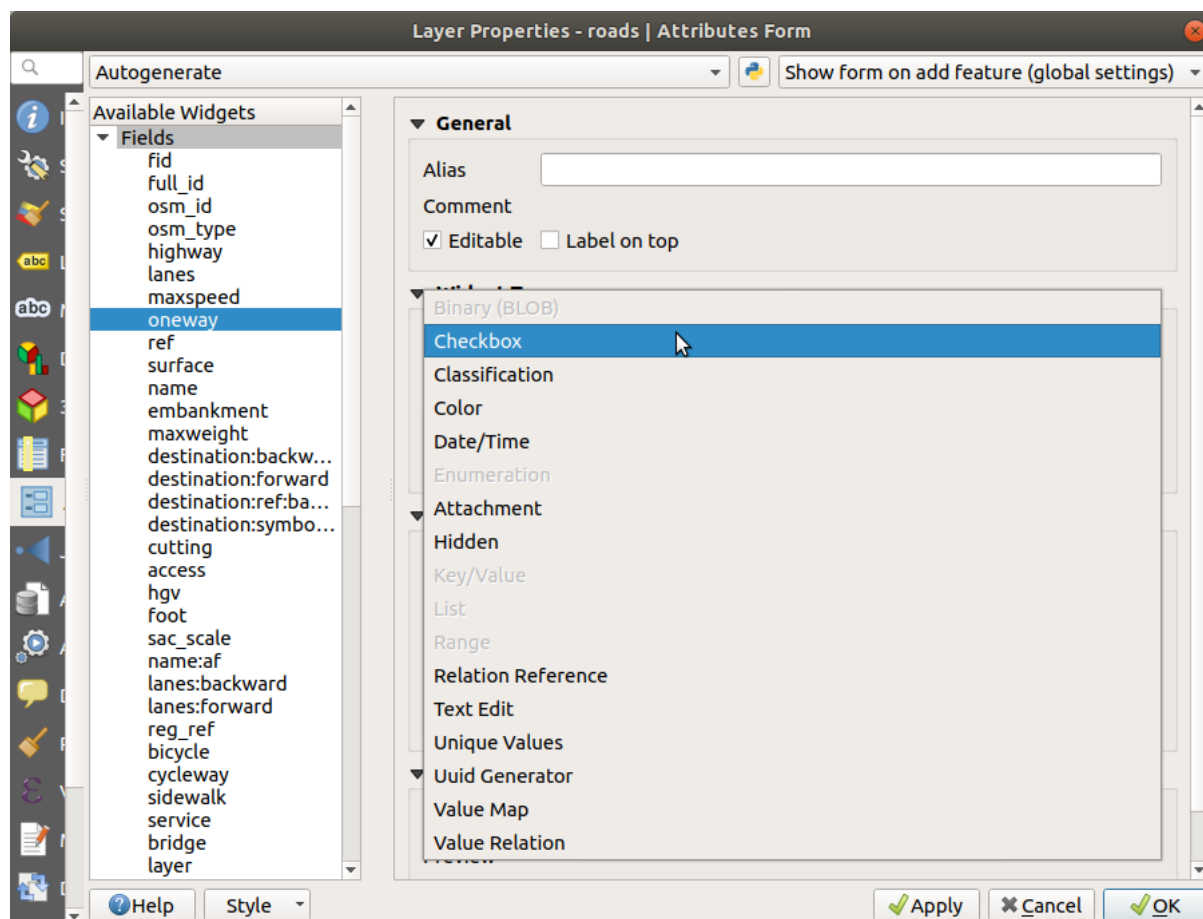 Layer Properties - roads | Attributes Form
Autogenerate
Show form on add feature (global settings)
Available Widgets
Fields
fid
full_id
osm_id
osm_type
highway
lanes
maxspeed
oneway
ref
surface
name
embankment
maxweight
destination:backw...
destination:forward
destination:ref:ba...
destination:symbo...
cutting
access
hgv
foot
sac_scale
name:af
lanes:backward
lanes:forward
reg_ref
bicycle
cycleway
sidewalk
service
bridge
layer
General
Alias
Comment
Editable
Label on top
Binary (BLOB)
Checkbox
Classification
Color
Date/Time
Enumeration
Attachment
Hidden
Key/Value
List
Range
Relation Reference
Text Edit
Unique Values
Uuid Generator
Value Map
Value Relation
Help
Style
Apply
Cancel
OK
abc
abc